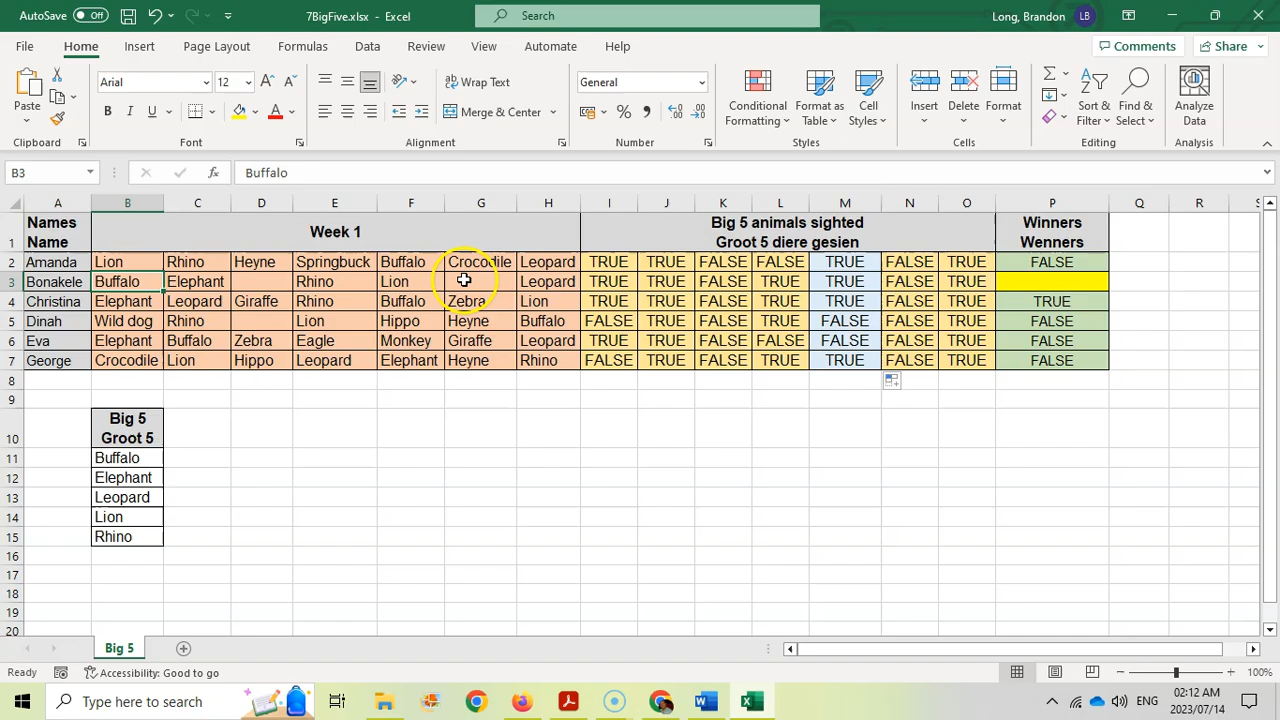 AutoSave Off 7BigFive.xlsx - Excel Search Long, Brandon LB
File Home Insert Page Layout Formulas Data Review View Automate Help Comments Share
Paste Arial 12 Wrap Text General Conditional Formatting Format as Table Cell Styles Insert Delete Format Sort & Filter Find & Select Analyze Data
B I U Merge & Center
Clipboard Font Alignment Number Styles Cells Editing Analysis
B3 fx Buffalo
A B C D E F G H I J K L M N O P Q R S
Names Week 1 Big 5 animals sighted Winners
1 Name Groot 5 diere gesien Wenners
2 Amanda Lion Rhino Heyne Springbuck Buffalo Crocodile Leopard TRUE TRUE FALSE FALSE TRUE FALSE TRUE FALSE
3 Bonakele Buffalo Elephant Rhino Lion Leopard TRUE TRUE FALSE TRUE TRUE FALSE TRUE
4 Christina Elephant Leopard Giraffe Rhino Buffalo Zebra Lion TRUE TRUE FALSE TRUE TRUE FALSE TRUE TRUE
5 Dinah Wild dog Rhino Lion Hippo Heyne Buffalo FALSE TRUE FALSE TRUE FALSE FALSE TRUE FALSE
6 Eva Elephant Buffalo Zebra Eagle Monkey Giraffe Leopard TRUE TRUE FALSE FALSE FALSE FALSE TRUE FALSE
7 George Crocodile Lion Hippo Leopard Elephant Heyne Rhino FALSE TRUE FALSE TRUE TRUE FALSE TRUE FALSE
8
9
Big 5
10 Groot 5
11 Buffalo
12 Elephant
13 Leopard
14 Lion
15 Rhino
16
17
18
19
20
Big 5
Ready Accessibility: Good to go 100%
Type here to search 02:12 AM
2023/07/14